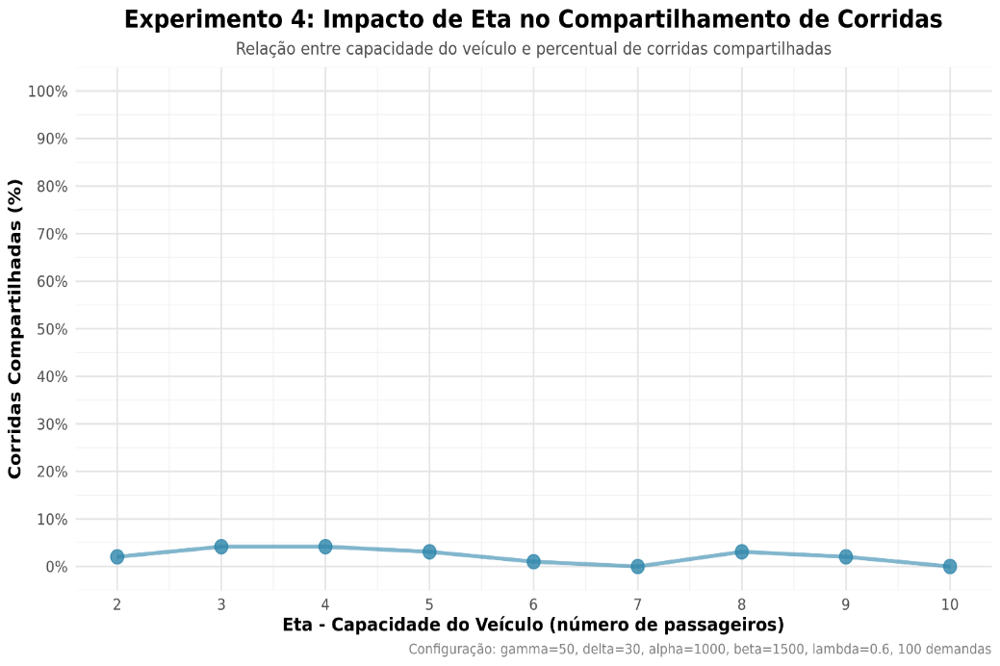 Experimento 4: Impacto de Eta no Compartilhamento de Corridas
Relação entre capacidade do veículo e percentual de corridas compartilhadas
Corridas Compartilhadas (%)
100%
90%
80%
70%
60%
50%
40%
30%
20%
10%
0%
2 3 4 5 6 7 8 9 10
Eta - Capacidade do Veículo (número de passageiros)
Configuração: gamma=50, delta=30, alpha=1000, beta=1500, lambda=0.6, 100 demandas